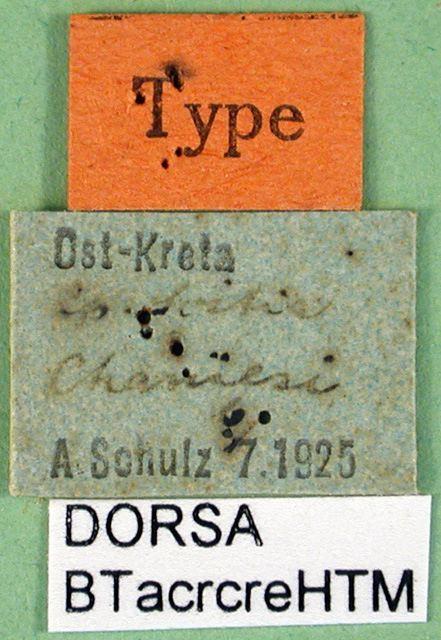 Type
Ost-Kreta
A. Schulz 7.1925
DORSA
BTacrcreHTM